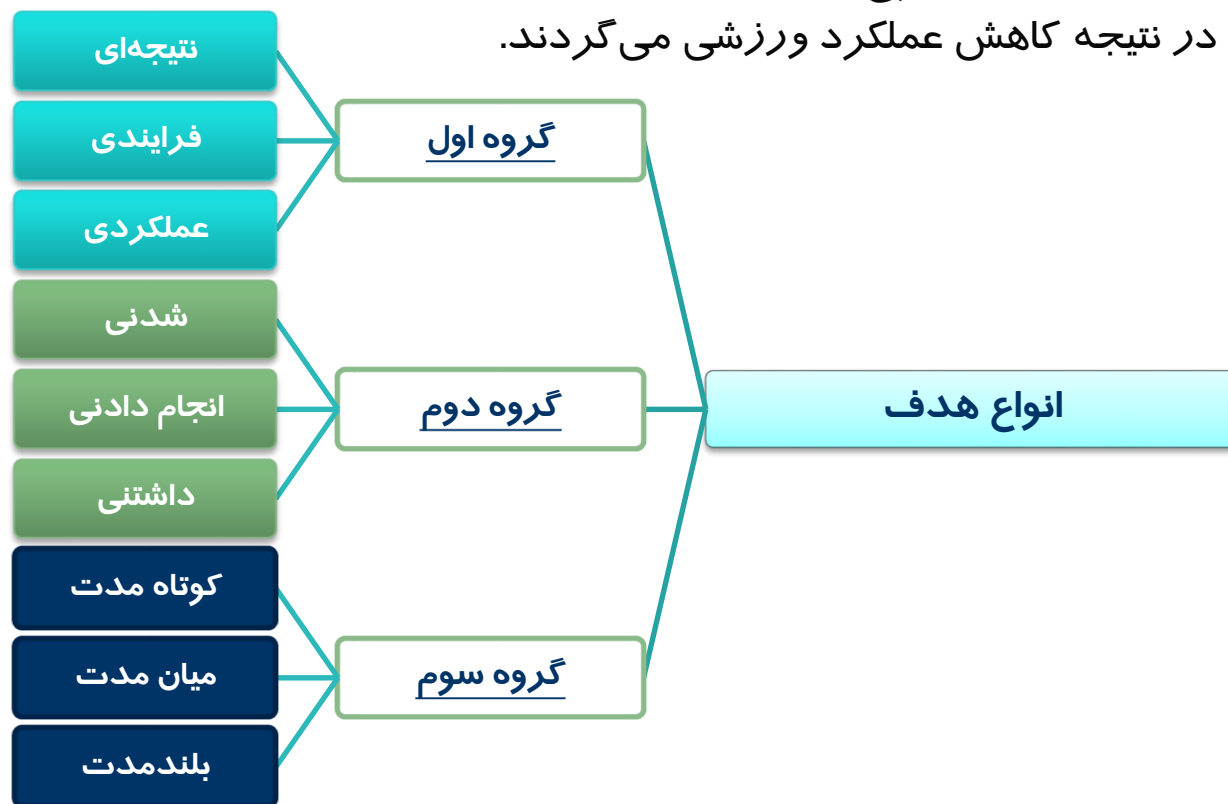 در نتیجه کاهش عملکرد ورزشی می‌گردند.
انواع هدف
گروه اول
نتیجه‌ای
فرایندی
عملکردی
گروه دوم
شدنی
انجام دادنی
داشتنی
گروه سوم
کوتاه مدت
میان مدت
بلندمدت